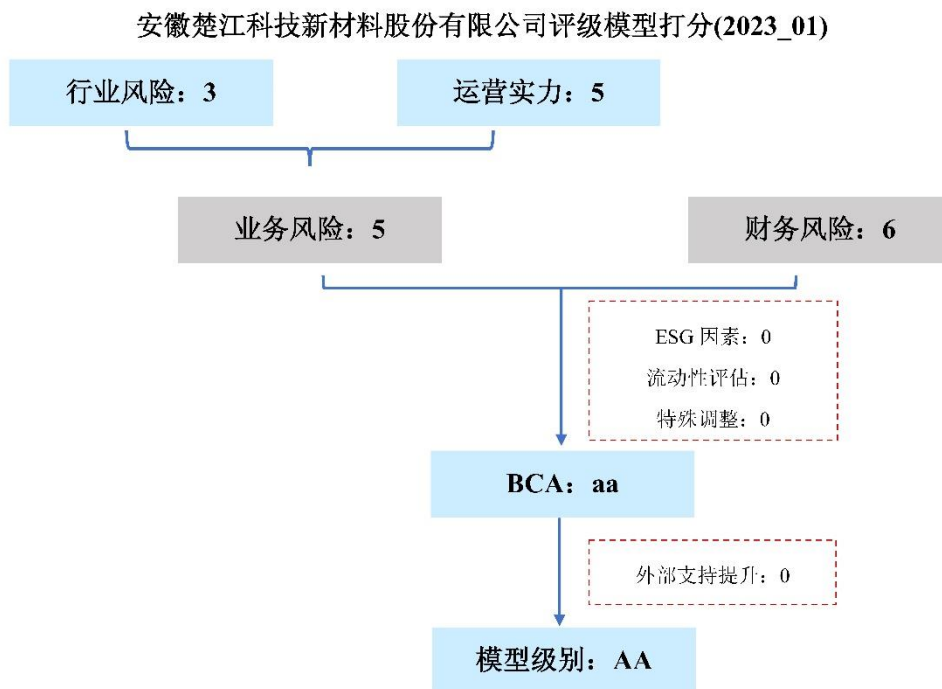 安徽楚江科技新材料股份有限公司评级模型打分(2023_01)
行业风险：3
运营实力：5
业务风险：5
财务风险：6
ESG 因素：0
流动性评估：0
特殊调整：0
BCA：aa
外部支持提升：0
模型级别：AA